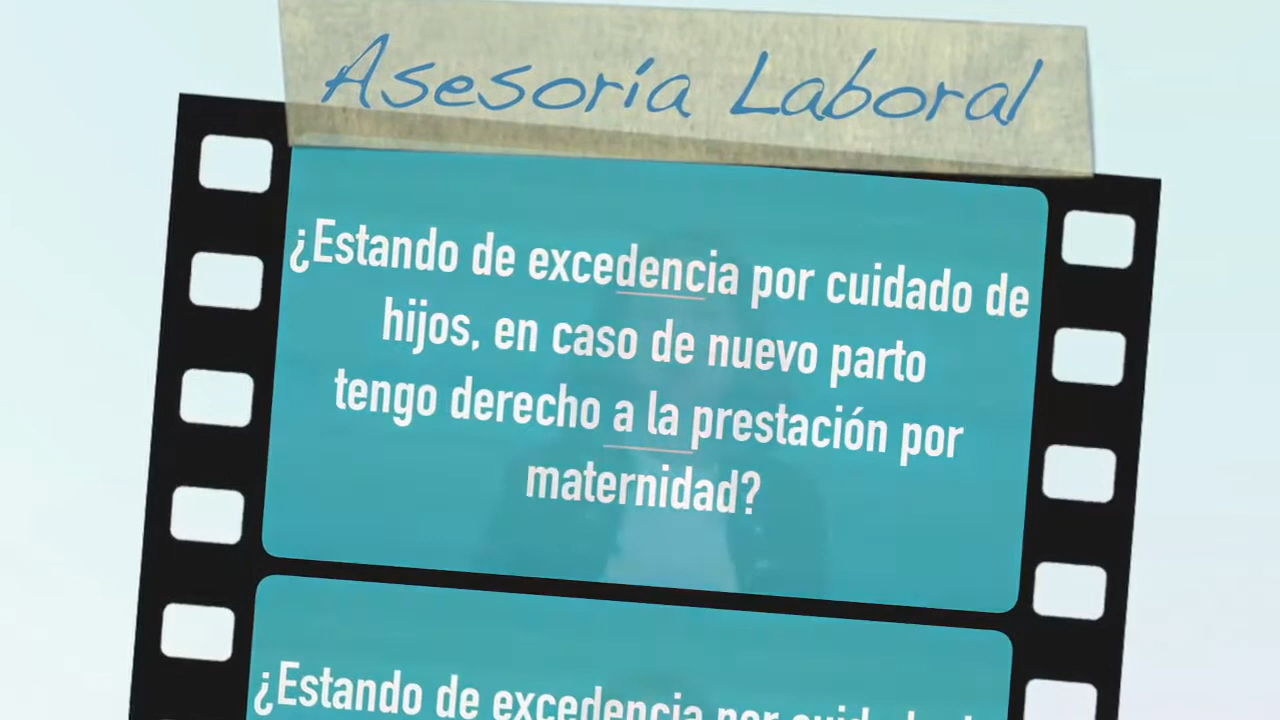 Asesoría Laboral
¿Estando de excedencia por cuidado de
hijos, en caso de nuevo parto
tengo derecho a la prestación por
maternidad?
¿Estando de excedencia por